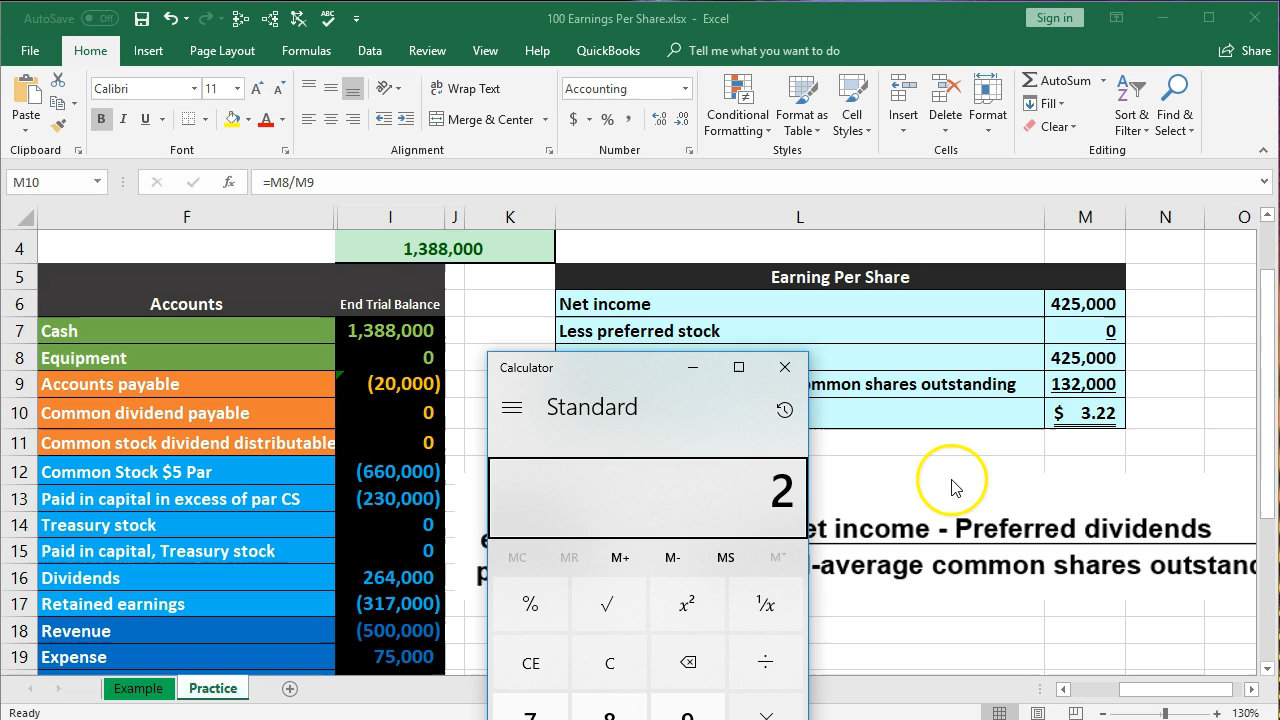 AutoSave Off 100 Earnings Per Share.xlsx - Excel Sign in
File Home Insert Page Layout Formulas Data Review View Help QuickBooks Tell me what you want to do Share
Paste Calibri 11 Wrap Text Accounting Conditional Formatting Format as Table Cell Styles Insert Delete Format AutoSum Sort & Filter Find & Select
B I U Merge & Center $ % Fill
Clear
Clipboard Font Alignment Number Styles Cells Editing
M10 fx =M8/M9
F I J K L M N O
4 1,388,000
5 Earning Per Share
6 Accounts End Trial Balance Net income 425,000
7 Cash 1,388,000 Less preferred stock 0
8 Equipment 0 425,000
9 Accounts payable (20,000) mmon shares outstanding 132,000
10 Common dividend payable 0 $ 3.22
11 Common stock dividend distributable 0
12 Common Stock $5 Par (660,000)
13 Paid in capital in excess of par CS (230,000)
14 Treasury stock 0
15 Paid in capital, Treasury stock 0
16 Dividends 264,000
17 Retained earnings (317,000)
18 Revenue (500,000)
19 Expense 75,000
Calculator
Standard
2
MC MR M+ M- MS M˅
% √ x² ¹/x
CE C ⌫ ÷
7 8 9 ×
et income - Preferred dividends
-average common shares outstand
Example Practice
Ready 130%